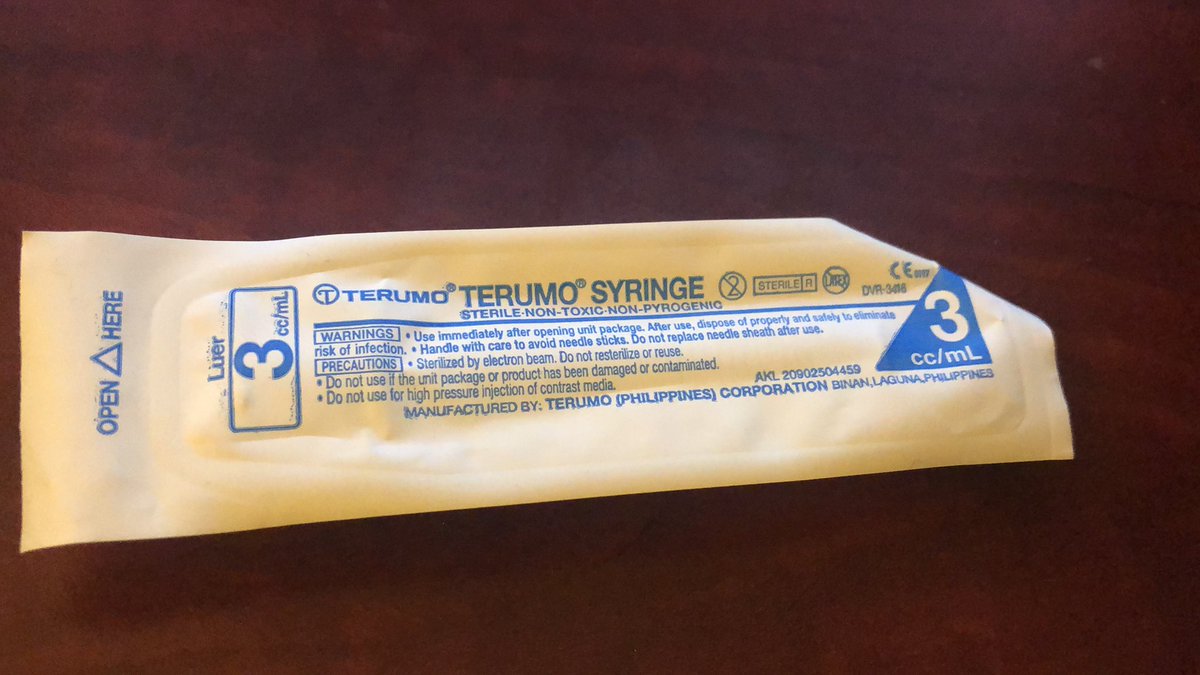 OPEN HERE
Luer
3 cc/mL
TERUMO® TERUMO® SYRINGE
STERILE R
LATEX
CE 0197
DVR-3416
STERILE·NON-TOXIC·NON-PYROGENIC
WARNINGS • Use immediately after opening unit package. After use, dispose of properly and safely to eliminate
risk of infection. • Handle with care to avoid needle sticks. Do not replace needle sheath after use.
PRECAUTIONS • Sterilized by electron beam. Do not resterilize or reuse.
• Do not use if the unit package or product has been damaged or contaminated.
• Do not use for high pressure injection of contrast media.
AKL 20902504459
MANUFACTURED BY: TERUMO (PHILIPPINES) CORPORATION BINAN,LAGUNA,PHILIPPINES
3
cc/mL